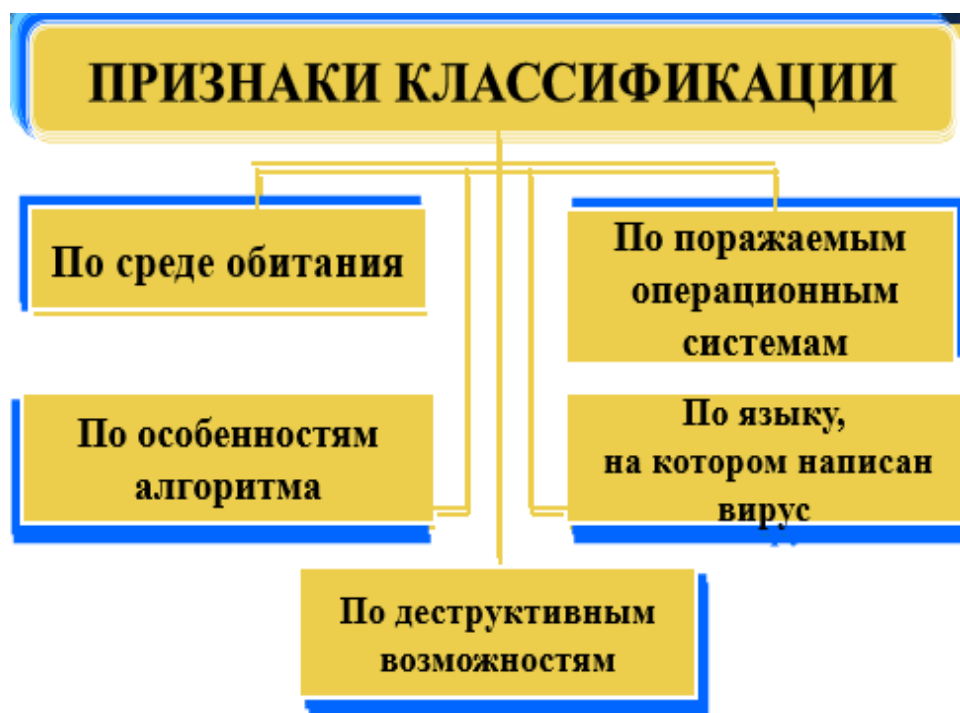 ПРИЗНАКИ КЛАССИФИКАЦИИ
По среде обитания
По поражаемым
операционным
системам
По особенностям
алгоритма
По языку,
на котором написан
вирус
По деструктивным
возможностям